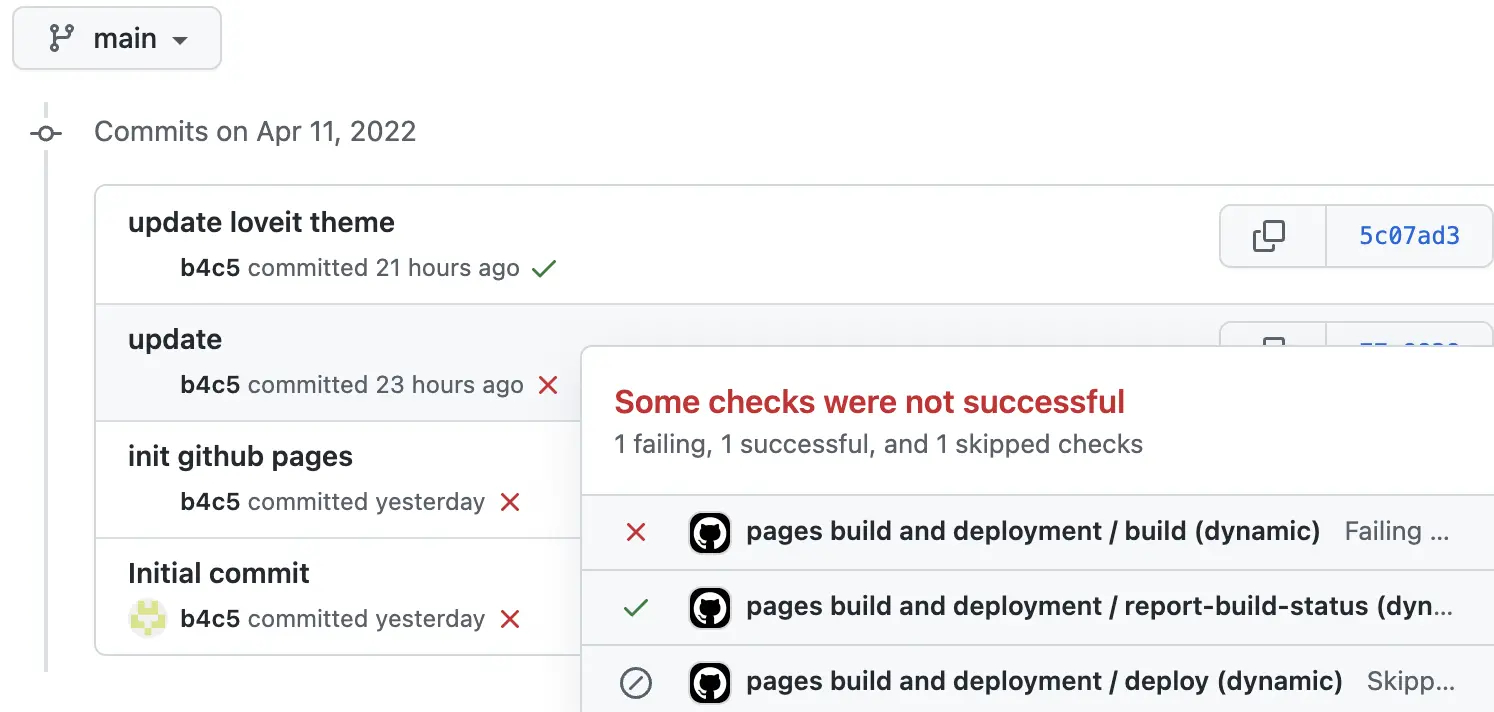 main
Commits on Apr 11, 2022
update loveit theme
b4c5 committed 21 hours ago
5c07ad3
update
b4c5 committed 23 hours ago
Some checks were not successful
1 failing, 1 successful, and 1 skipped checks
init github pages
b4c5 committed yesterday
pages build and deployment / build (dynamic) Failing ...
Initial commit
b4c5 committed yesterday
pages build and deployment / report-build-status (dyn...
pages build and deployment / deploy (dynamic) Skipp...